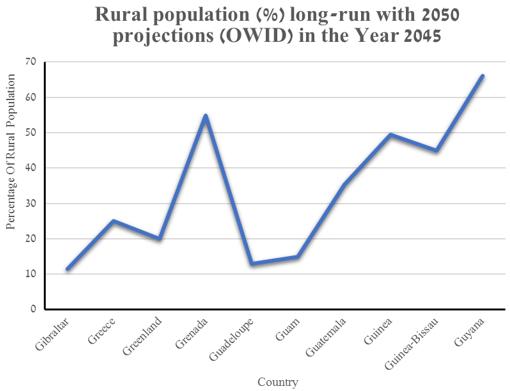 Rural population (%) long-run with 2050
projections (OWID) in the Year 2045
Percentage Of Rural Population
70
60
50
40
30
20
10
0
Gibraltar
Greece
Greenland
Grenada
Guadeloupe
Guam
Guatemala
Guinea
Guinea-Bissau
Guyana
Country